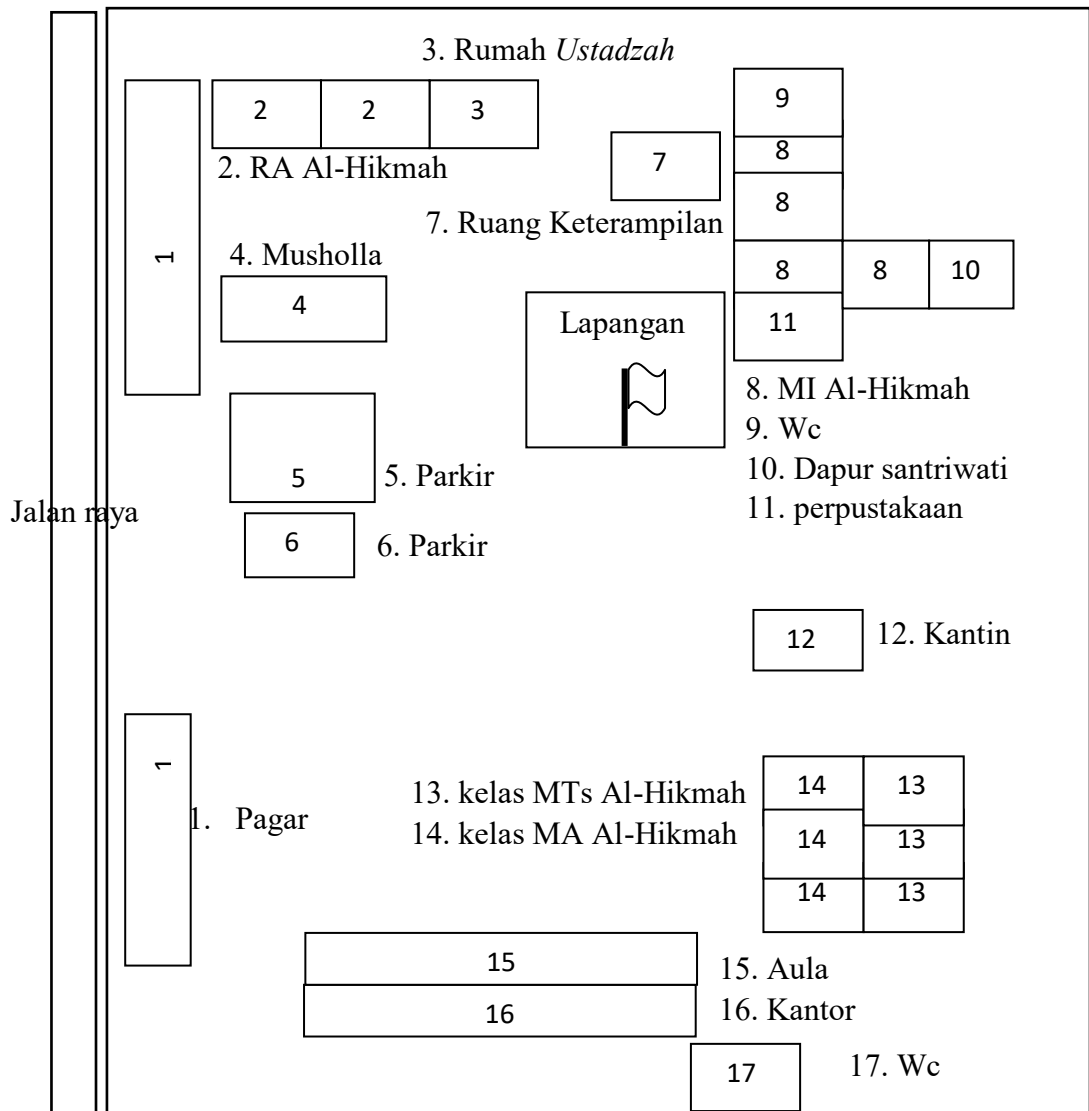 3. Rumah Ustadzah
2 2 3
9
2. RA Al-Hikmah
7
8
8
7. Ruang Keterampilan
1
4. Musholla
4
8 8 10
Lapangan
11
8. MI Al-Hikmah
9. Wc
10. Dapur santriwati
11. perpustakaan
5
5. Parkir
Jalan raya
6
6. Parkir
12
12. Kantin
1
1. Pagar
13. kelas MTs Al-Hikmah
14. kelas MA Al-Hikmah
14 13
14 13
14 13
15
16
15. Aula
16. Kantor
17
17. Wc